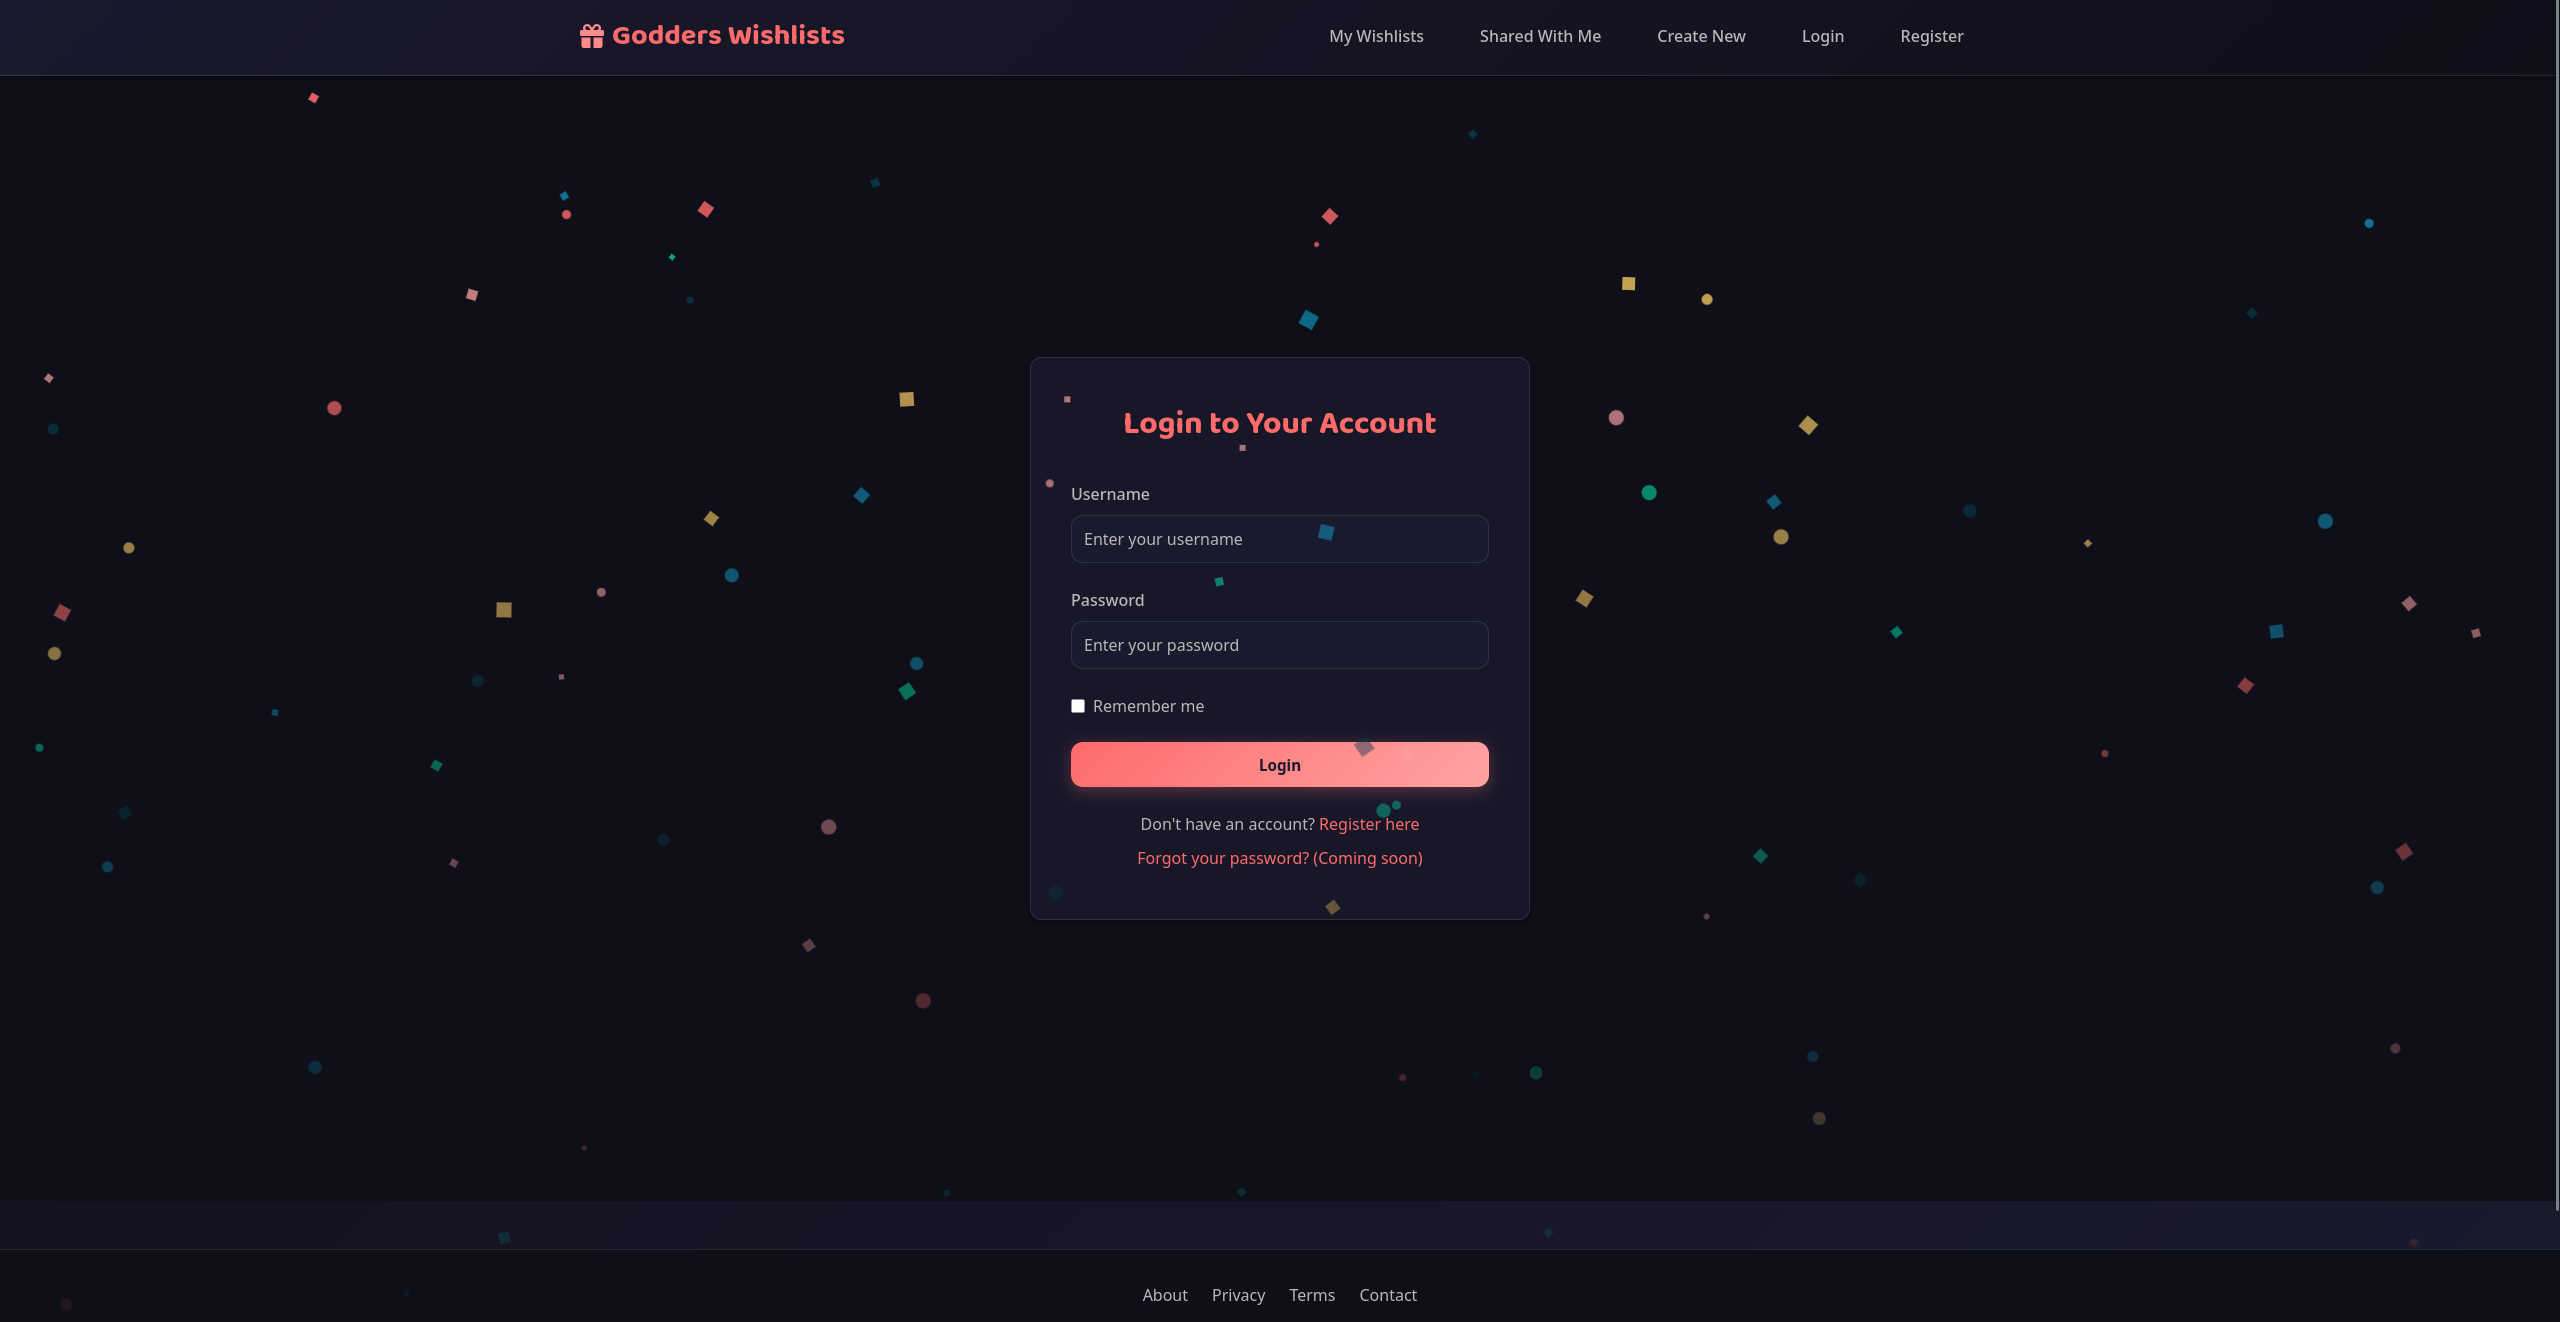 Godders Wishlists
My Wishlists Shared With Me Create New Login Register
Login to Your Account
Username
Enter your username
Password
Enter your password
Remember me
Login
Don't have an account? Register here
Forgot your password? (Coming soon)
About Privacy Terms Contact